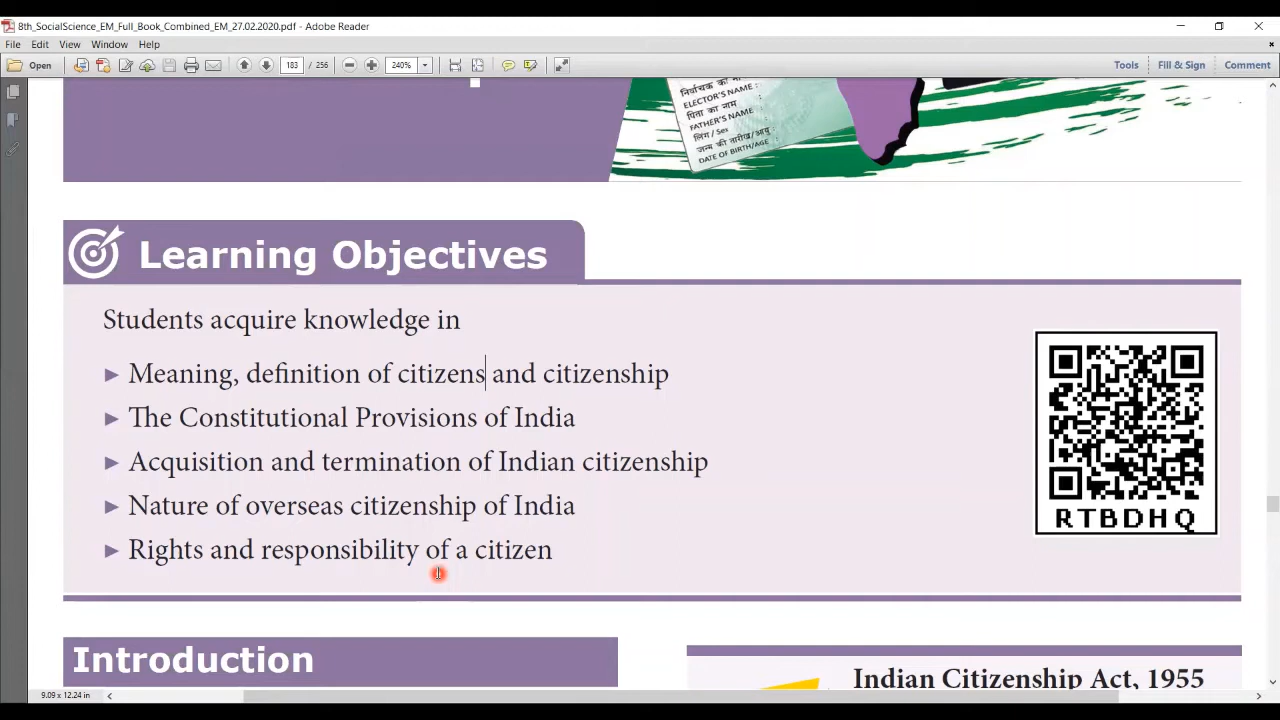 8th_SocialScience_EM_Full_Book_Combined_EM_27.02.2020.pdf - Adobe Reader
File Edit View Window Help
Open 183 / 256 240% Tools Fill & Sign Comment
ELECTOR'S NAME :
पिता का नाम :
FATHER'S NAME :
लिंग / Sex
जन्म की तारीख/आयु :
DATE OF BIRTH/AGE :
Learning Objectives
Students acquire knowledge in
► Meaning, definition of citizens and citizenship
► The Constitutional Provisions of India
► Acquisition and termination of Indian citizenship
► Nature of overseas citizenship of India
► Rights and responsibility of a citizen
RTBDHQ
Introduction
Indian Citizenship Act, 1955
9.09 x 12.24 in